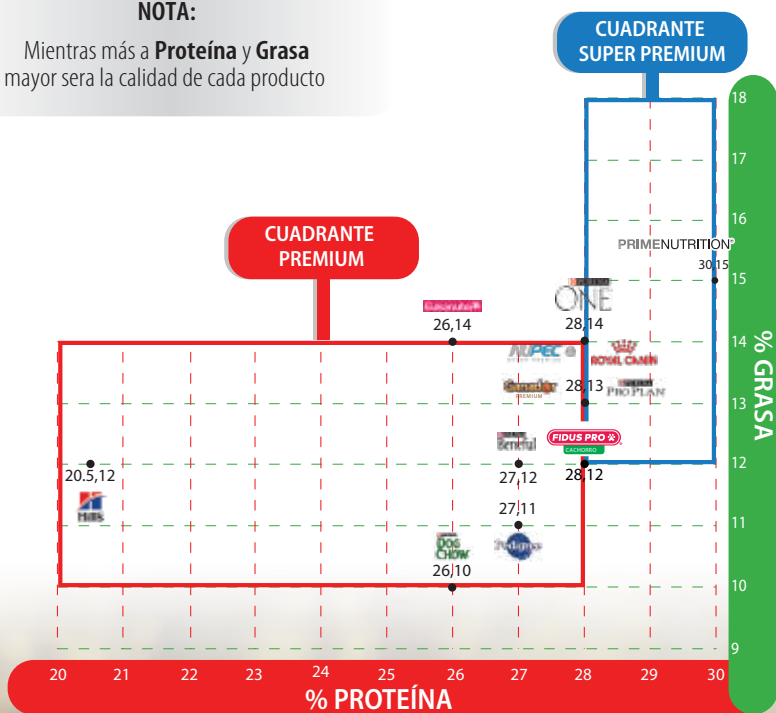 NOTA:
Mientras más a Proteína y Grasa
mayor sera la calidad de cada producto
CUADRANTE
SUPER PREMIUM
CUADRANTE
PREMIUM
18
17
16
PRIMENUTRITION®
30,15
15
ONE
26,14
28,14
14
NUPEC
ROYAL CANIN
Ganador
PREMIUM
28,13
PRO PLAN
13
Beneful
FIDUS PRO
CACHORRO
12
20.5,12
27,12
28,12
Hill's
27,11
11
DOG
CHOW
Pedigree
26,10
10
9
% GRASA
20
21
22
23
24
25
26
27
28
29
30
% PROTEÍNA